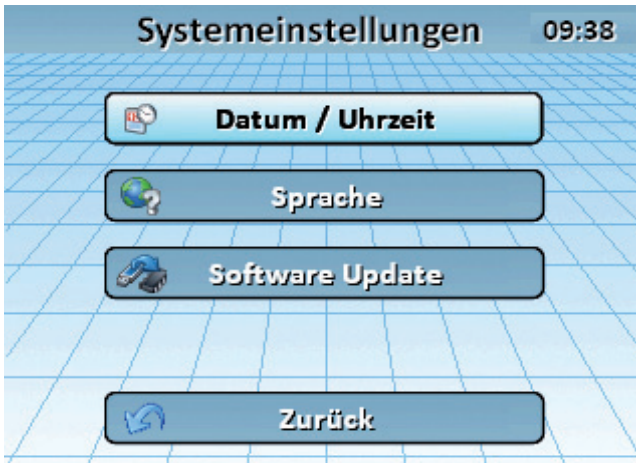 Systemeinstellungen 09:38
Datum / Uhrzeit
Sprache
Software Update
Zurück